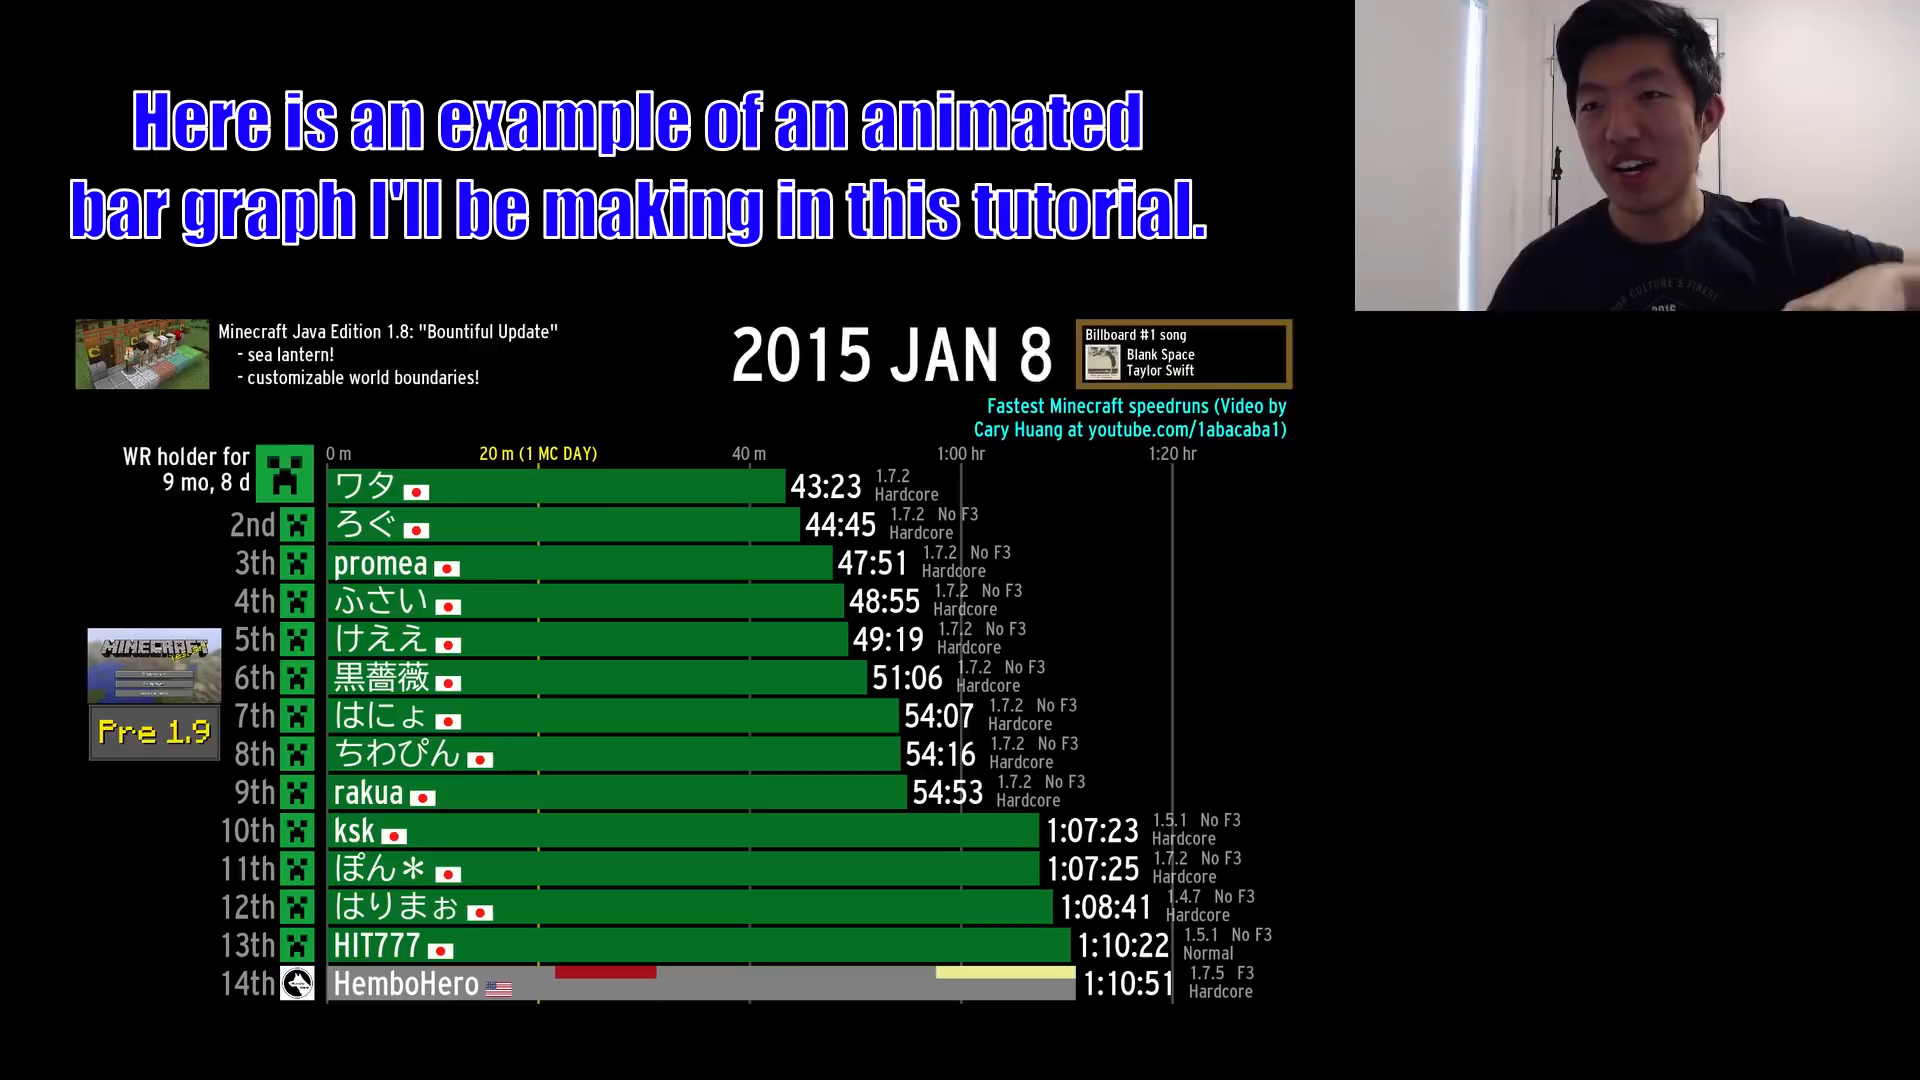 Here is an example of an animated
bar graph I'll be making in this tutorial.
Minecraft Java Edition 1.8: "Bountiful Update"
- sea lantern!
- customizable world boundaries!
2015 JAN 8
Billboard #1 song
Blank Space
Taylor Swift
Fastest Minecraft speedruns (Video by
Cary Huang at youtube.com/1abacaba1)
WR holder for
9 mo, 8 d
0 m 20 m (1 MC DAY) 40 m 1:00 hr 1:20 hr
ワタ 43:23 1.7.2
Hardcore
2nd ろぐ 44:45 1.7.2 No F3
Hardcore
3th promea 47:51 1.7.2 No F3
Hardcore
4th ふさい 48:55 1.7.2 No F3
Hardcore
5th けええ 49:19 1.7.2 No F3
Hardcore
6th 黒薔薇 51:06 1.7.2 No F3
Hardcore
7th はにょ 54:07 1.7.2 No F3
Hardcore
8th ちわぴん 54:16 1.7.2 No F3
Hardcore
9th rakua 54:53 1.7.2 No F3
Hardcore
10th ksk 1:07:23 1.5.1 No F3
Hardcore
11th ぽん＊ 1:07:25 1.7.2 No F3
Hardcore
12th はりまぉ 1:08:41 1.4.7 No F3
Hardcore
13th HIT777 1:10:22 1.5.1 No F3
Normal
14th HemboHero 1:10:51 1.7.5 F3
Hardcore
MINECRAFT
Pre 1.9
CULTURE'S FINEST
2016